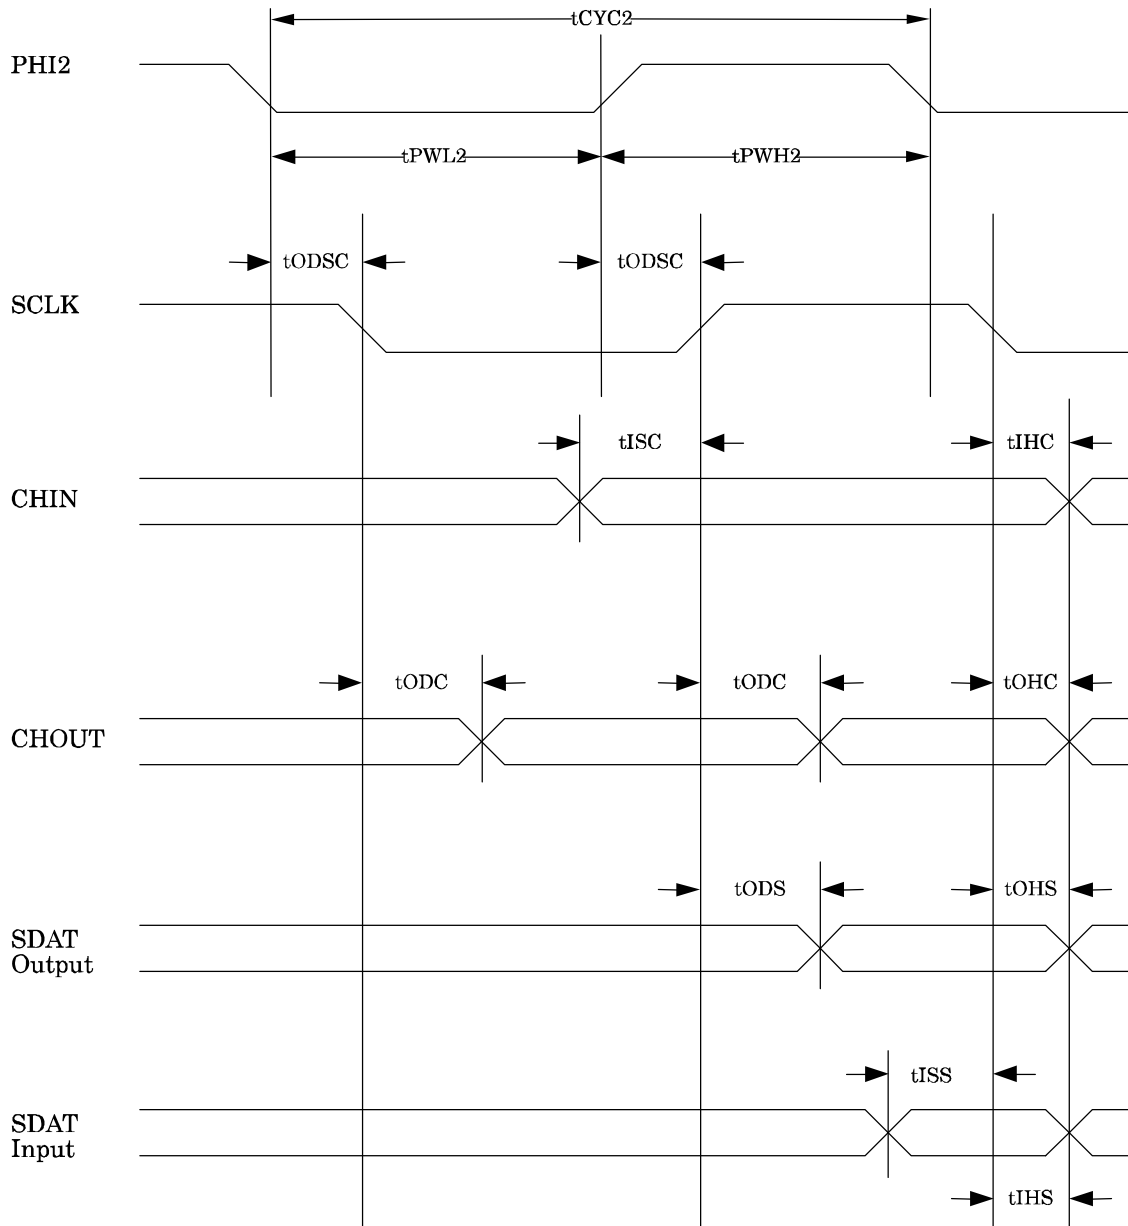 tCYC2
PHI2
tPWL2 tPWH2
tODSC tODSC
SCLK
tISC tIHC
CHIN
tODC tODC tOHC
CHOUT
tODS tOHS
SDAT
Output
tISS
SDAT
Input
tIHS